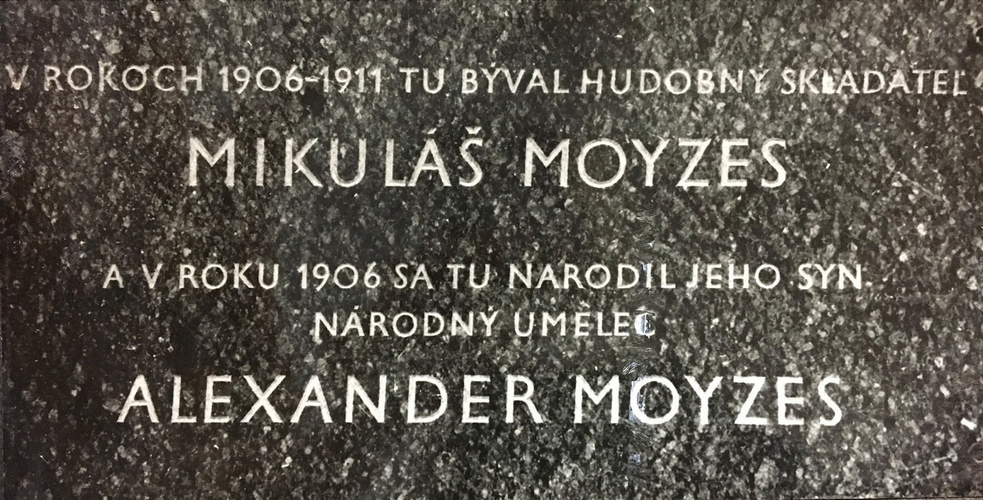 V ROKOCH 1906-1911 TU BÝVAL HUDOBNÝ SKLADATEĽ
MIKULÁŠ MOYZES
A V ROKU 1906 SA TU NARODIL JEHO SYN
NÁRODNÝ UMELEC
ALEXANDER MOYZES